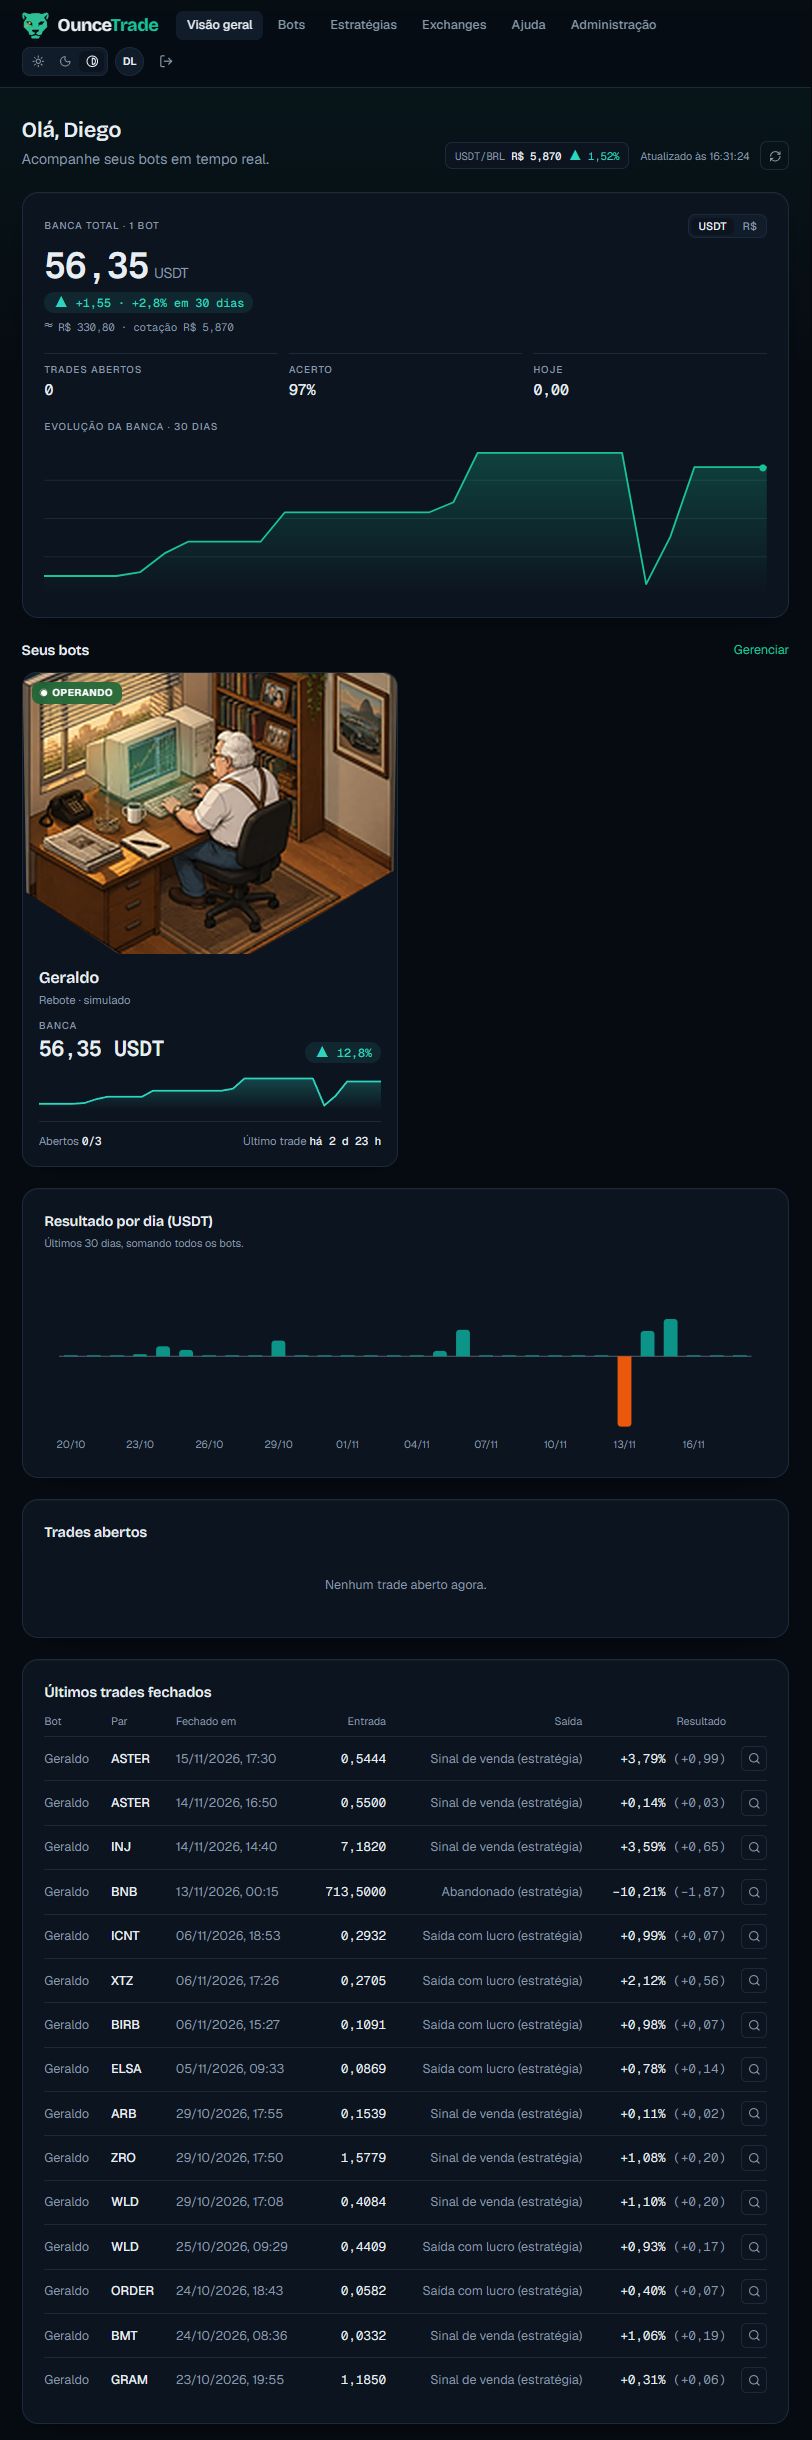 OunceTrade Visão geral Bots Estratégias Exchanges Ajuda Administração
DL
Olá, Diego
Acompanhe seus bots em tempo real.
USDT/BRL R$ 5,870 ▲ 1,52% Atualizado às 16:31:24
BANCA TOTAL · 1 BOT
USDT R$
56,35 USDT
▲ +1,55 · +2,8% em 30 dias
≈ R$ 330,80 · cotação R$ 5,870
TRADES ABERTOS ACERTO HOJE
0 97% 0,00
EVOLUÇÃO DA BANCA · 30 DIAS
Seus bots Gerenciar
OPERANDO
Geraldo
Rebote · simulado
BANCA
56,35 USDT ▲ 12,8%
Abertos 0/3 Último trade há 2 d 23 h
Resultado por dia (USDT)
Últimos 30 dias, somando todos os bots.
20/10 23/10 26/10 29/10 01/11 04/11 07/11 10/11 13/11 16/11
Trades abertos
Nenhum trade aberto agora.
Últimos trades fechados
Bot Par Fechado em Entrada Saída Resultado
Geraldo ASTER 15/11/2026, 17:30 0,5444 Sinal de venda (estratégia) +3,79% (+0,99)
Geraldo ASTER 14/11/2026, 16:50 0,5500 Sinal de venda (estratégia) +0,14% (+0,03)
Geraldo INJ 14/11/2026, 14:40 7,1820 Sinal de venda (estratégia) +3,59% (+0,65)
Geraldo BNB 13/11/2026, 00:15 713,5000 Abandonado (estratégia) −10,21% (−1,87)
Geraldo ICNT 06/11/2026, 18:53 0,2932 Saída com lucro (estratégia) +0,99% (+0,07)
Geraldo XTZ 06/11/2026, 17:26 0,2705 Saída com lucro (estratégia) +2,12% (+0,56)
Geraldo BIRB 06/11/2026, 15:27 0,1091 Saída com lucro (estratégia) +0,98% (+0,07)
Geraldo ELSA 05/11/2026, 09:33 0,0869 Saída com lucro (estratégia) +0,78% (+0,14)
Geraldo ARB 29/10/2026, 17:55 0,1539 Sinal de venda (estratégia) +0,11% (+0,02)
Geraldo ZRO 29/10/2026, 17:50 1,5779 Sinal de venda (estratégia) +1,08% (+0,20)
Geraldo WLD 29/10/2026, 17:08 0,4084 Sinal de venda (estratégia) +1,10% (+0,20)
Geraldo WLD 25/10/2026, 09:29 0,4409 Saída com lucro (estratégia) +0,93% (+0,17)
Geraldo ORDER 24/10/2026, 18:43 0,0582 Saída com lucro (estratégia) +0,40% (+0,07)
Geraldo BMT 24/10/2026, 08:36 0,0332 Sinal de venda (estratégia) +1,06% (+0,19)
Geraldo GRAM 23/10/2026, 19:55 1,1850 Sinal de venda (estratégia) +0,31% (+0,06)